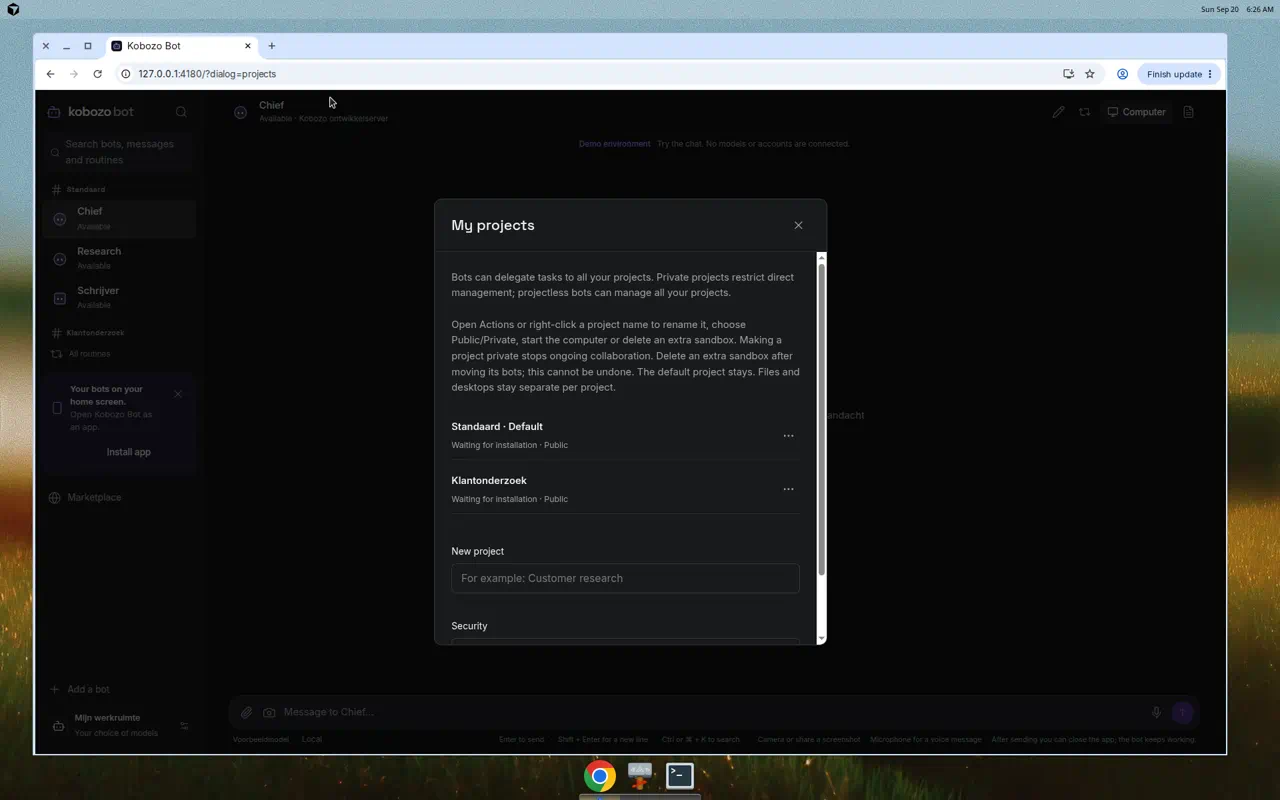 Sun Sep 20 6:26 AM
Kobozo Bot
127.0.0.1:4180/?dialog=projects
Finish update
kobozo bot
Search bots, messages
and routines
# Standaard
Chief
Available
Research
Available
Schrijver
Available
# Klantonderzoek
All routines
Your bots on your
home screen.
Open Kobozo Bot as
an app.
Install app
Marketplace
Add a bot
Mijn werkruimte
Your choice of models
Chief
Available · Kobozo ontwikkelserver
Computer
Demo environment Try the chat. No models or accounts are connected.
My projects
Bots can delegate tasks to all your projects. Private projects restrict direct
management; projectless bots can manage all your projects.
Open Actions or right-click a project name to rename it, choose
Public/Private, start the computer or delete an extra sandbox. Making a
project private stops ongoing collaboration. Delete an extra sandbox after
moving its bots; this cannot be undone. The default project stays. Files and
desktops stay separate per project.
andacht
Standaard · Default
Waiting for installation · Public
Klantonderzoek
Waiting for installation · Public
New project
For example: Customer research
Security
Message to Chief...
Voorbeeldmodel Local
Enter to send Shift + Enter for a new line Ctrl or ⌘ + K to search Camera or share a screenshot Microphone for a voice message After sending you can close the app; the bot keeps working.